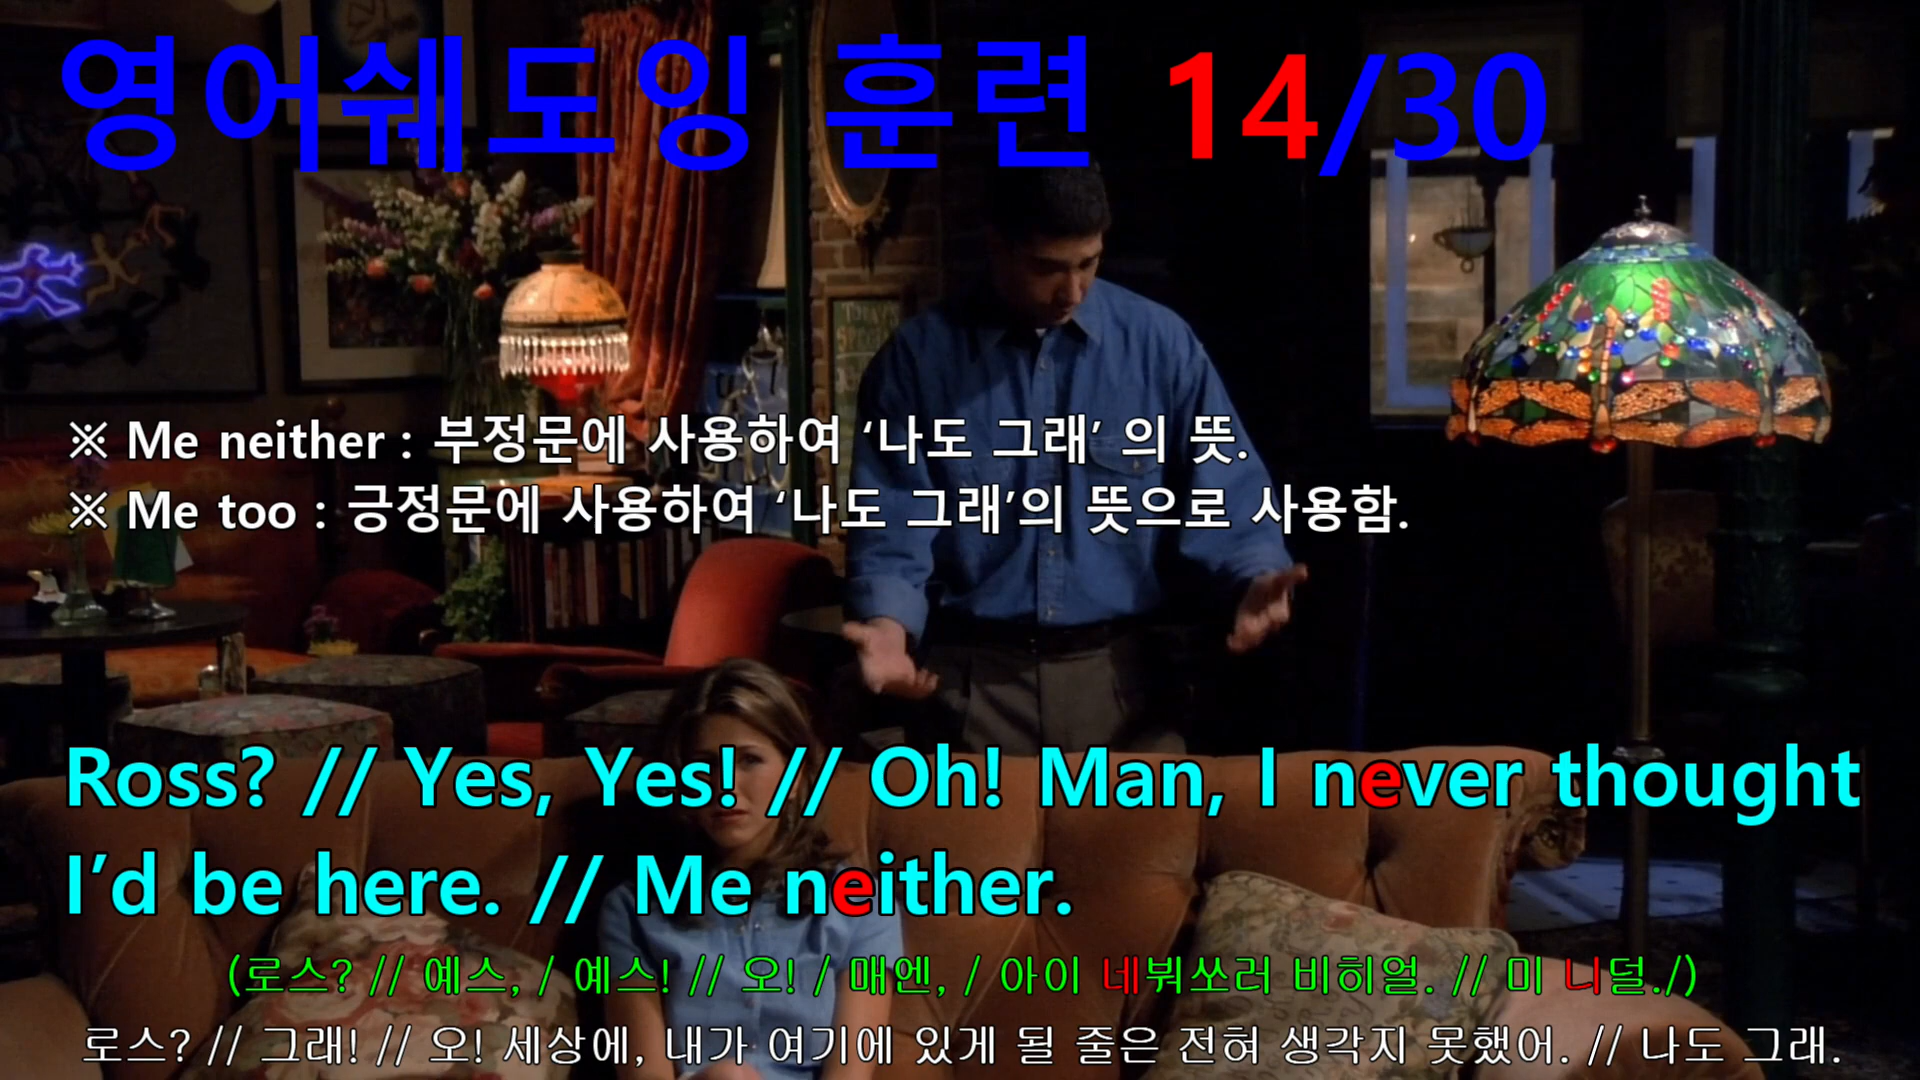 영어쉐도잉 훈련 14/30
※ Me neither : 부정문에 사용하여 ‘나도 그래’ 의 뜻.
※ Me too : 긍정문에 사용하여 ‘나도 그래’의 뜻으로 사용함.
Ross? // Yes, Yes! // Oh! Man, I never thought
I’d be here. // Me neither.
(로스? // 예스, / 예스! // 오! / 매엔, / 아이 네붜쏘러 비히얼. // 미 니덜./)
로스? // 그래! // 오! 세상에, 내가 여기에 있게 될 줄은 전혀 생각지 못했어. // 나도 그래.